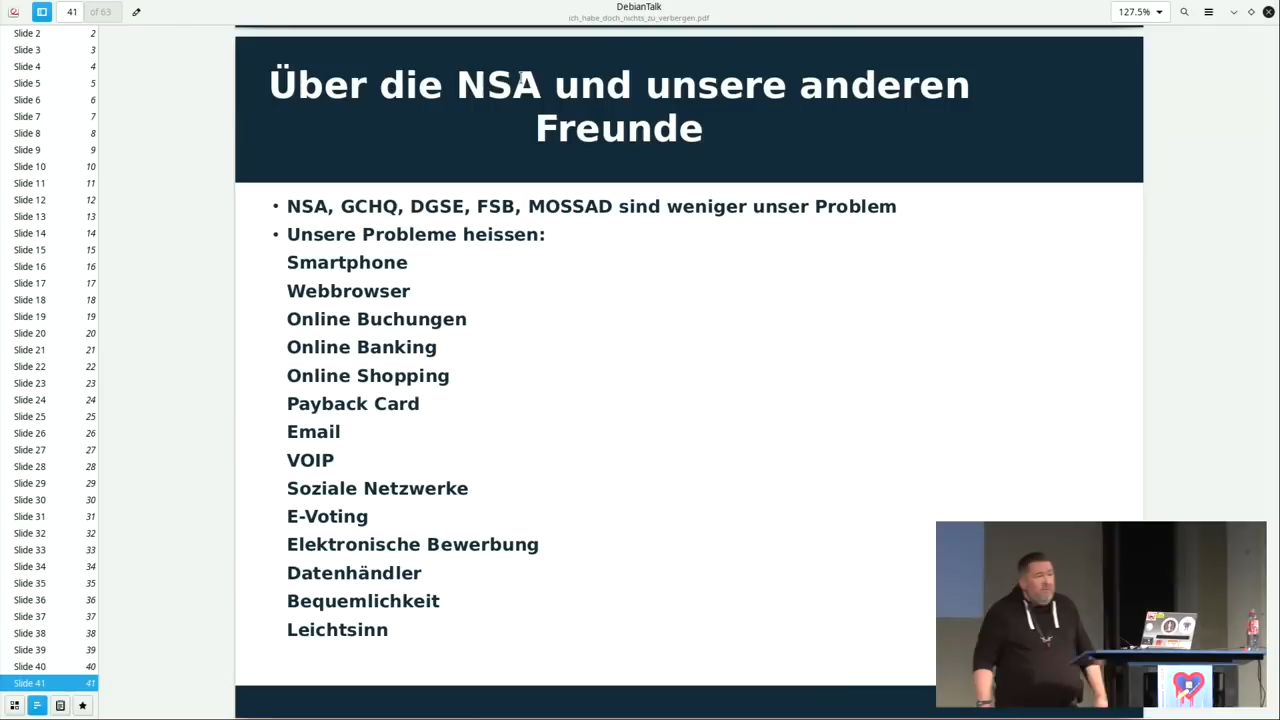 DebianTalk
ich_habe_doch_nichts_zu_verbergen.pdf
41 of 63
127.5%
Slide 2 2
Slide 3 3
Slide 4 4
Slide 5 5
Slide 6 6
Slide 7 7
Slide 8 8
Slide 9 9
Slide 10 10
Slide 11 11
Slide 12 12
Slide 13 13
Slide 14 14
Slide 15 15
Slide 16 16
Slide 17 17
Slide 18 18
Slide 19 19
Slide 20 20
Slide 21 21
Slide 22 22
Slide 23 23
Slide 24 24
Slide 25 25
Slide 26 26
Slide 27 27
Slide 28 28
Slide 29 29
Slide 30 30
Slide 31 31
Slide 32 32
Slide 33 33
Slide 34 34
Slide 35 35
Slide 36 36
Slide 37 37
Slide 38 38
Slide 39 39
Slide 40 40
Slide 41 41
Über die NSA und unsere anderen
Freunde
• NSA, GCHQ, DGSE, FSB, MOSSAD sind weniger unser Problem
• Unsere Probleme heissen:
Smartphone
Webbrowser
Online Buchungen
Online Banking
Online Shopping
Payback Card
Email
VOIP
Soziale Netzwerke
E-Voting
Elektronische Bewerbung
Datenhändler
Bequemlichkeit
Leichtsinn